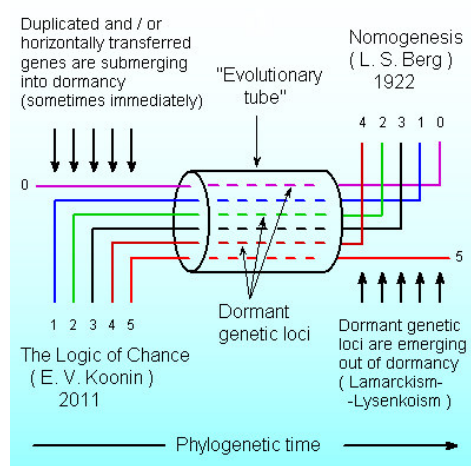 Duplicated and / or
horizontally transferred
genes are submerging
into dormancy
(sometimes immediately)
"Evolutionary
tube"
Nomogenesis
( L. S. Berg )
1922
4 2 3 1 0
0
5
1 2 3 4 5
Dormant
genetic loci
The Logic of Chance
( E. V. Koonin )
2011
Dormant genetic
loci are emerging
out of dormancy
( Lamarckism-
-Lysenkoism )
Phylogenetic time